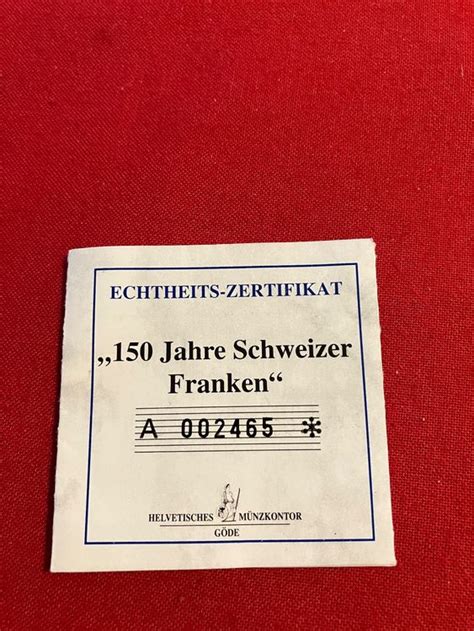 ECHTHEITS-ZERTIFIKAT
„150 Jahre Schweizer
Franken“
A 002465 *
HELVETISCHES MÜNZKONTOR
GÖDE